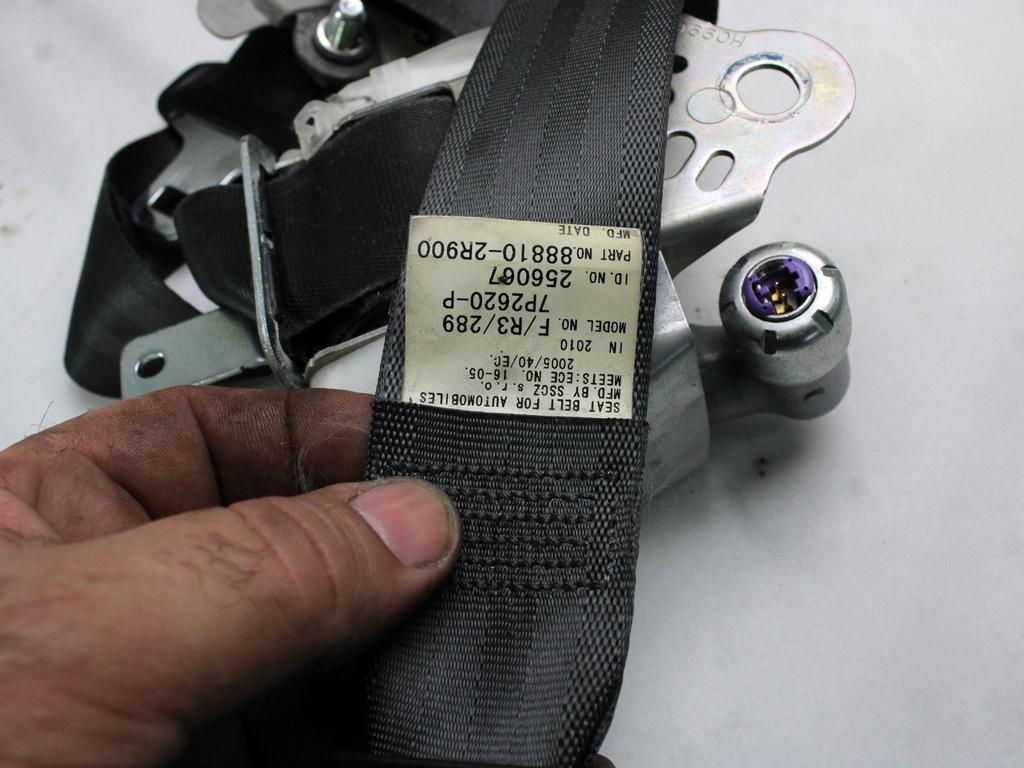 SEAT BELT FOR AUTOMOBILES
MFD. BY SSCZ s.r.o.
MEETS:ECE NO. 16-05.
2005/40/EC.
IN 2010
MODEL NO. F/R3/289
7P2620-P
ID. NO. 256067
PART NO. 88810-2R900
MFD. DATE